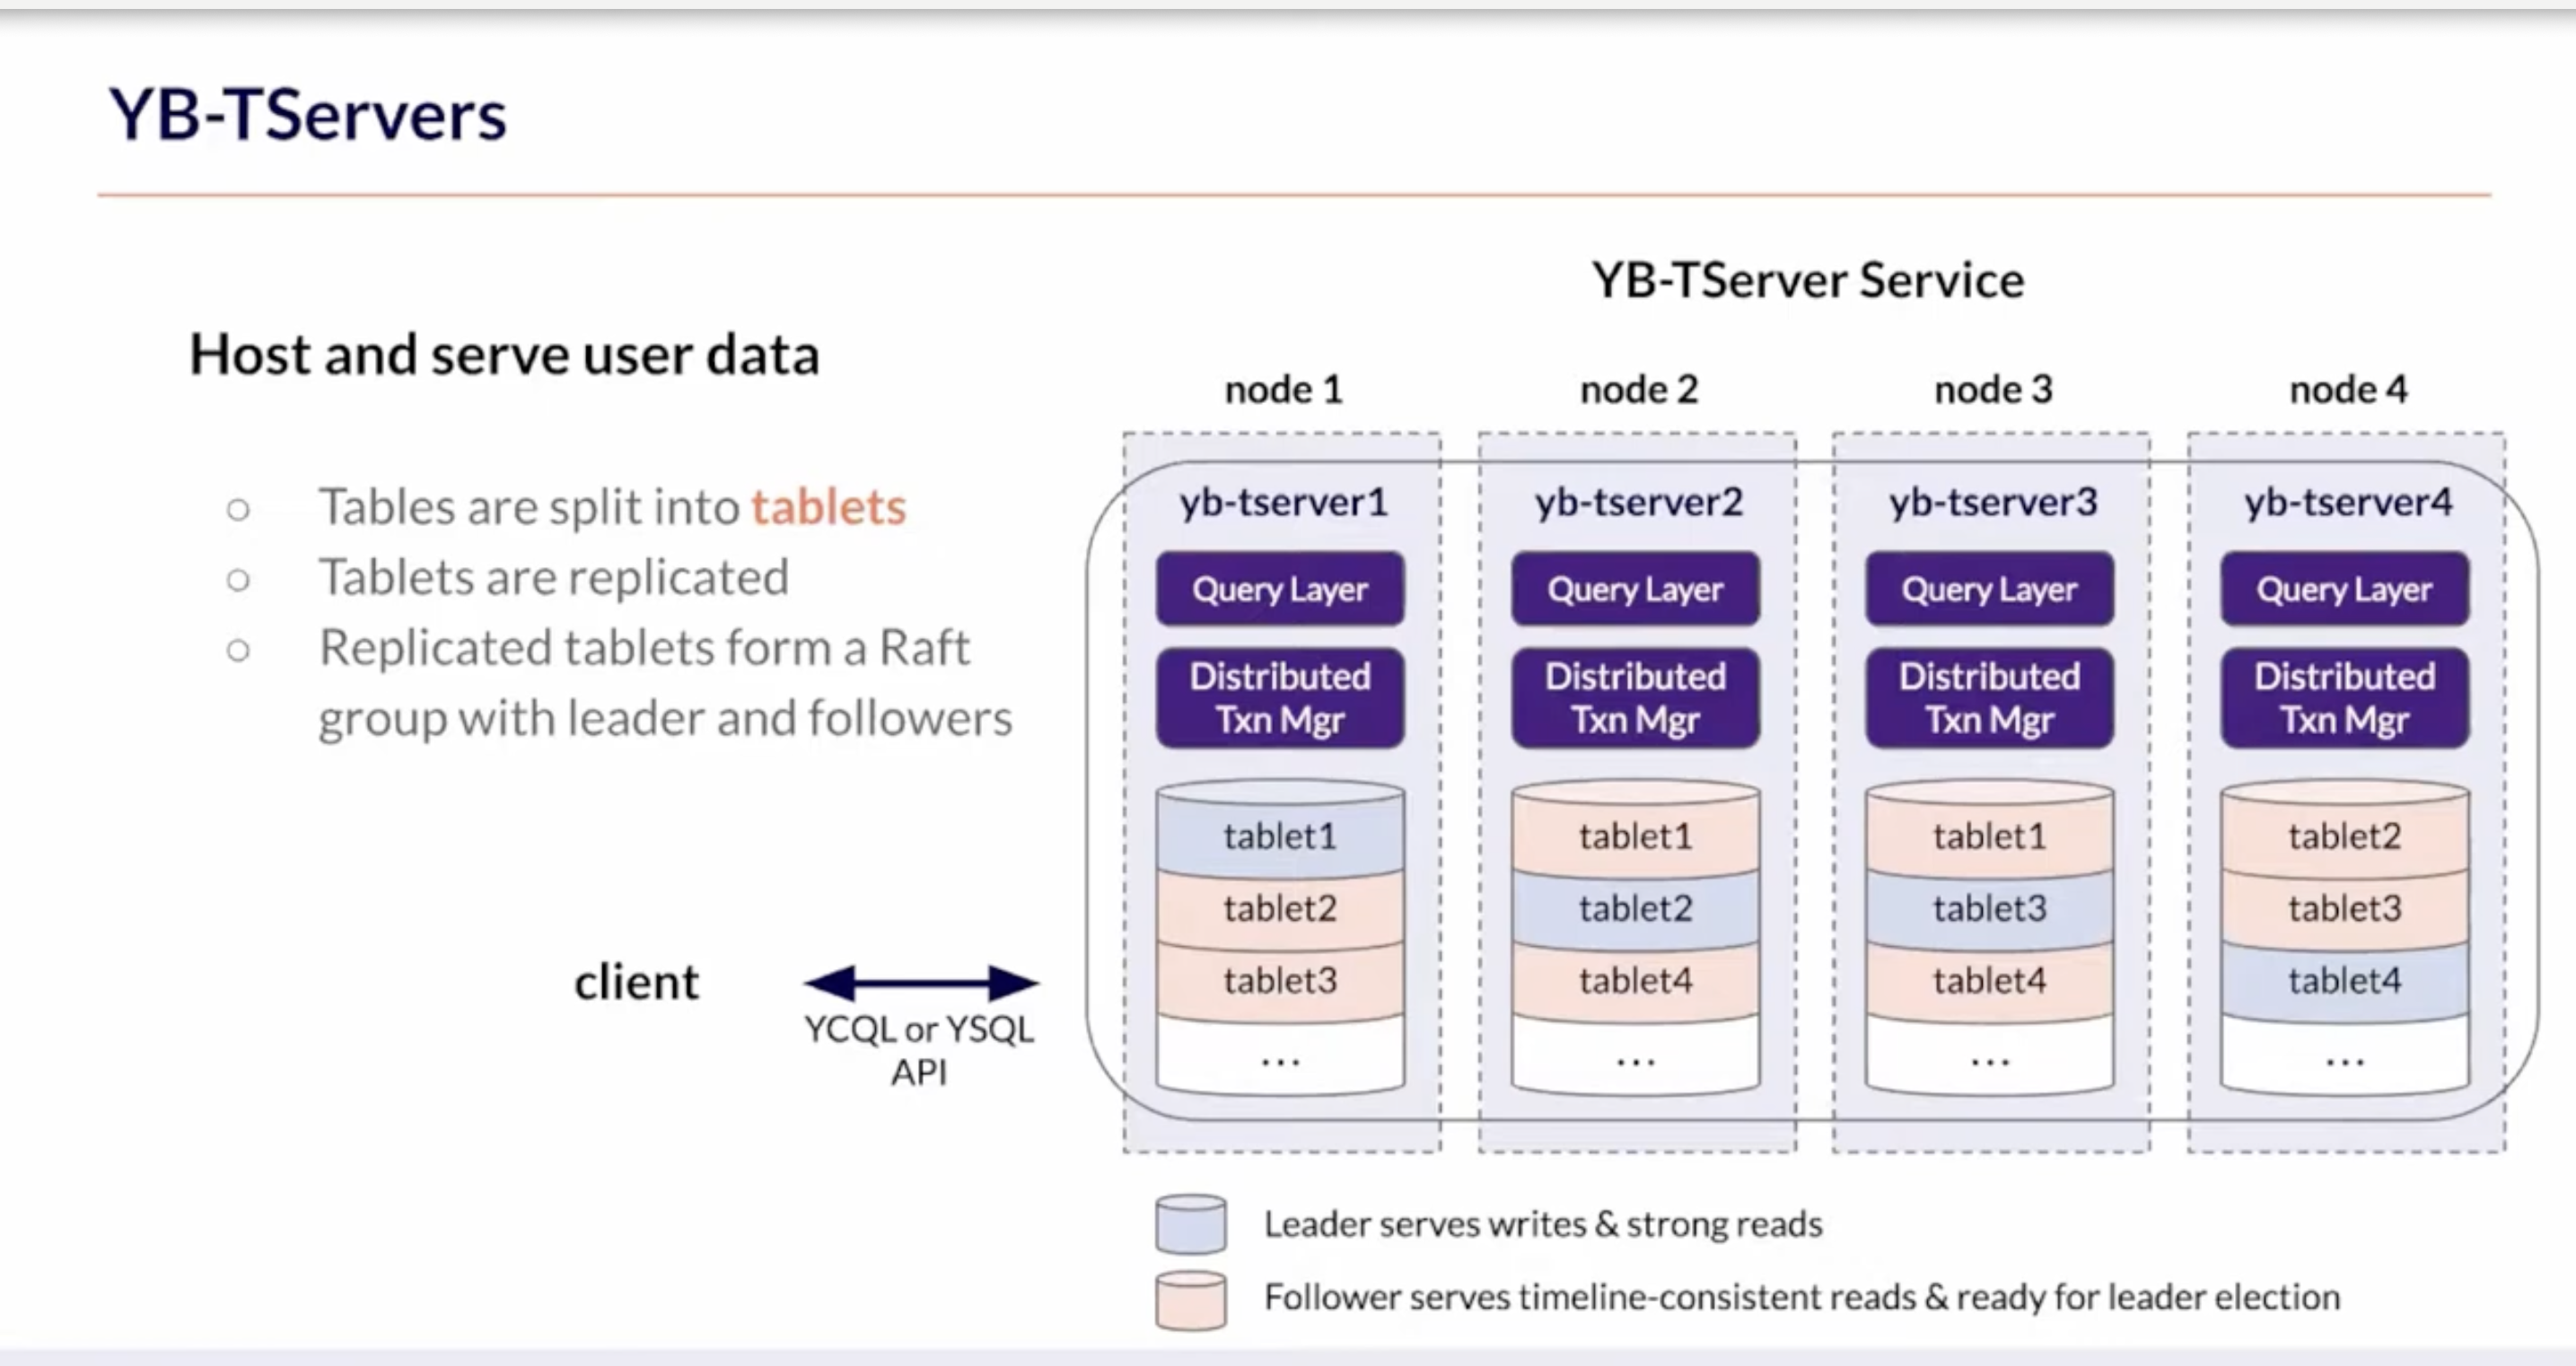 YB-TServers
Host and serve user data
Tables are split into tablets
Tablets are replicated
Replicated tablets form a Raft
group with leader and followers
client
YCQL or YSQL
API
YB-TServer Service
node 1
yb-tserver1
Query Layer
Distributed
Txn Mgr
tablet1
tablet2
tablet3
...
node 2
yb-tserver2
Query Layer
Distributed
Txn Mgr
tablet1
tablet2
tablet4
...
node 3
yb-tserver3
Query Layer
Distributed
Txn Mgr
tablet1
tablet3
tablet4
...
node 4
yb-tserver4
Query Layer
Distributed
Txn Mgr
tablet2
tablet3
tablet4
...
Leader serves writes & strong reads
Follower serves timeline-consistent reads & ready for leader election